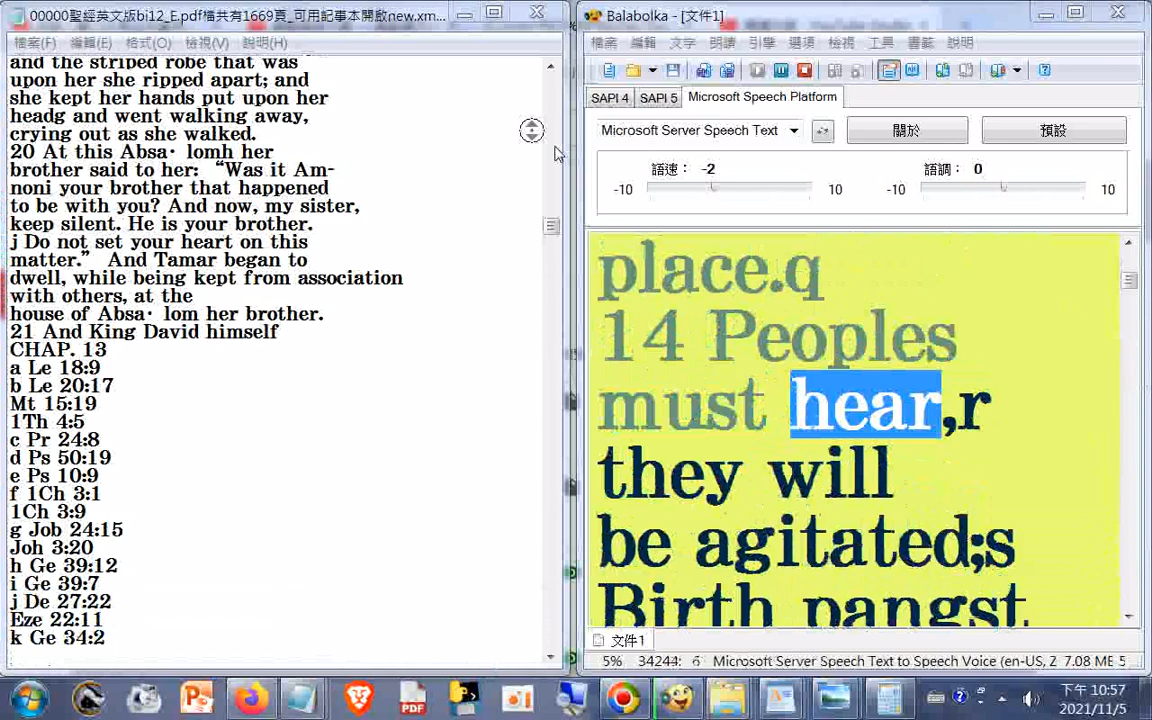 00000聖經英文版bi12_E.pdf檔共有1669頁_可用記事本開啟new.xm...
檔案(F) 編輯(E) 格式(O) 檢視(V) 說明(H)
and the striped robe that was
upon her she ripped apart; and
she kept her hands put upon her
headg and went walking away,
crying out as she walked.
20 At this Absa· lomh her
brother said to her: “Was it Am-
noni your brother that happened
to be with you? And now, my sister,
keep silent. He is your brother.
j Do not set your heart on this
matter.” And Tamar began to
dwell, while being kept from association
with others, at the
house of Absa· lom her brother.
21 And King David himself
CHAP. 13
a Le 18:9
b Le 20:17
Mt 15:19
1Th 4:5
c Pr 24:8
d Ps 50:19
e Ps 10:9
f 1Ch 3:1
1Ch 3:9
g Job 24:15
Joh 3:20
h Ge 39:12
i Ge 39:7
j De 27:22
Eze 22:11
k Ge 34:2
Balabolka - [文件1]
檔案 編輯 文字 朗讀 引擎 選項 檢視 工具 書籤 說明
SAPI 4 SAPI 5 Microsoft Speech Platform
Microsoft Server Speech Text 關於 預設
語速: -2 語調: 0
-10 10 -10 10
place.q
14 Peoples
must hear,r
they will
be agitated;s
Birth pangst
文件1
5% 34244: 6 Microsoft Server Speech Text to Speech Voice (en-US, Z 7.08 MB 5
PDF
下午 10:57
2021/11/5